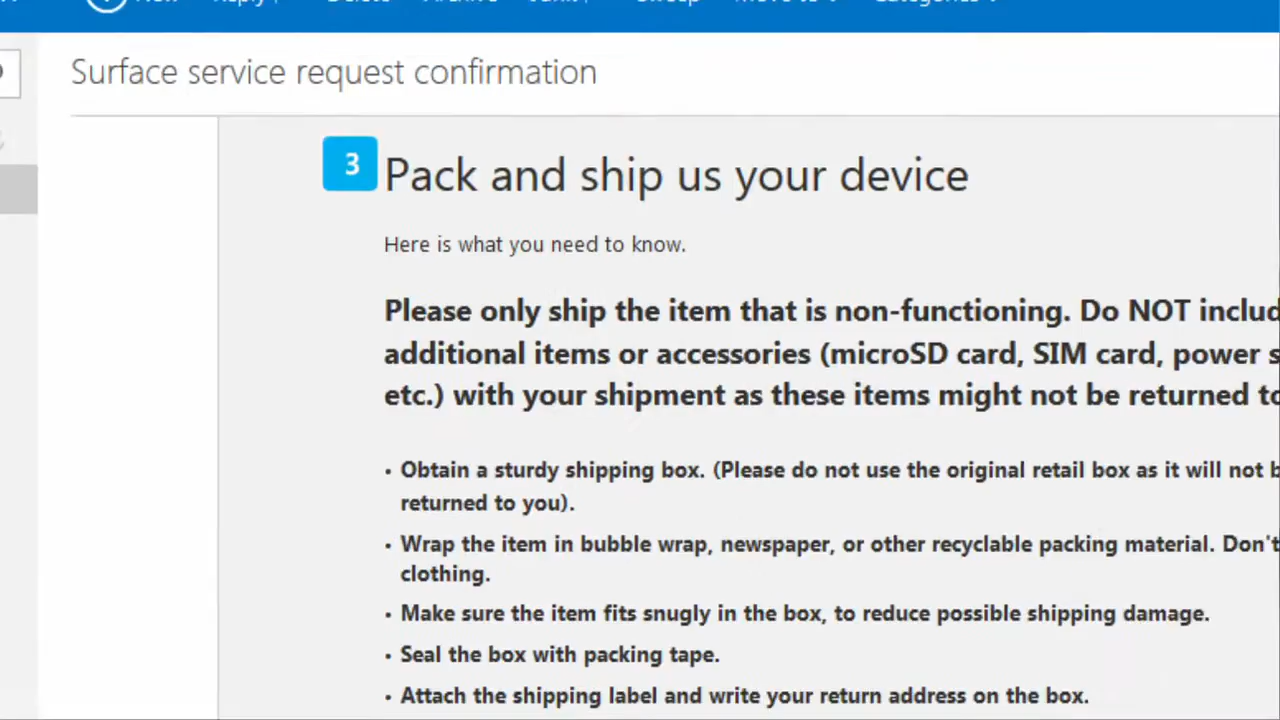 Surface service request confirmation
3 Pack and ship us your device
Here is what you need to know.
Please only ship the item that is non-functioning. Do NOT
additional items or accessories (microSD card, SIM card, power
etc.) with your shipment as these items might not be returned
• Obtain a sturdy shipping box. (Please do not use the original retail box as it will not
returned to you).
• Wrap the item in bubble wrap, newspaper, or other recyclable packing material. Don't
clothing.
• Make sure the item fits snugly in the box, to reduce possible shipping damage.
• Seal the box with packing tape.
• Attach the shipping label and write your return address on the box.